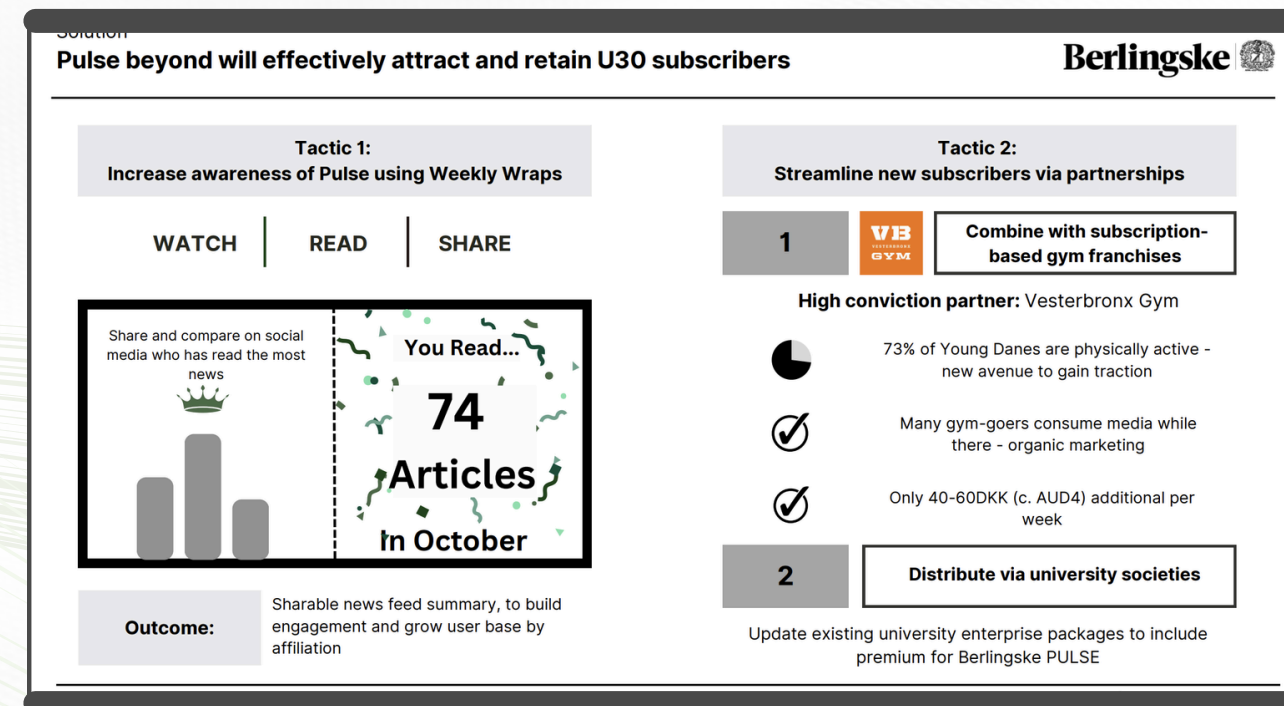 Solution
Pulse beyond will effectively attract and retain U30 subscribers
Berlingske
Tactic 1:
Increase awareness of Pulse using Weekly Wraps
WATCH
READ
SHARE
Share and compare on social
media who has read the most
news
You Read...
74
Articles
In October
Outcome:
Sharable news feed summary, to build
engagement and grow user base by
affiliation
Tactic 2:
Streamline new subscribers via partnerships
1
VB
VESTERBRONX
GYM
Combine with subscription-
based gym franchises
High conviction partner: Vesterbronx Gym
73% of Young Danes are physically active -
new avenue to gain traction
Many gym-goers consume media while
there - organic marketing
Only 40-60DKK (c. AUD4) additional per
week
2
Distribute via university societies
Update existing university enterprise packages to include
premium for Berlingske PULSE